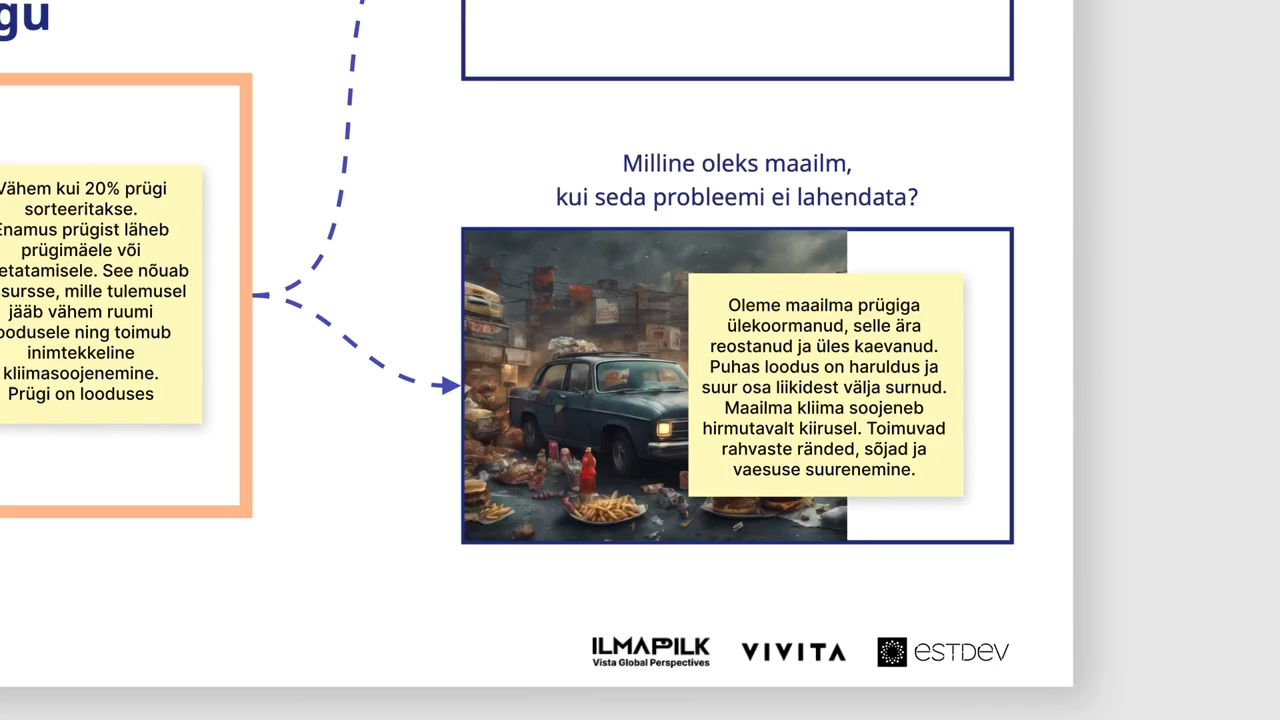 gu
Vähem kui 20% prügi
sorteeritakse.
Enamus prügist läheb
prügimäele või
etatamisele. See nõuab
sursse, mille tulemusel
jääb vähem ruumi
oodusele ning toimub
inimtekkeline
kliimasoojenemine.
Prügi on looduses
Milline oleks maailm,
kui seda probleemi ei lahendata?
Oleme maailma prügiga
ülekoormanud, selle ära
reostanud ja üles kaevanud.
Puhas loodus on haruldus ja
suur osa liikidest välja surnud.
Maailma kliima soojeneb
hirmutavalt kiirusel. Toimuvad
rahvaste ränded, sõjad ja
vaesuse suurenemine.
ILMAPILK
Vista Global Perspectives
VIVITA
ESTDEV